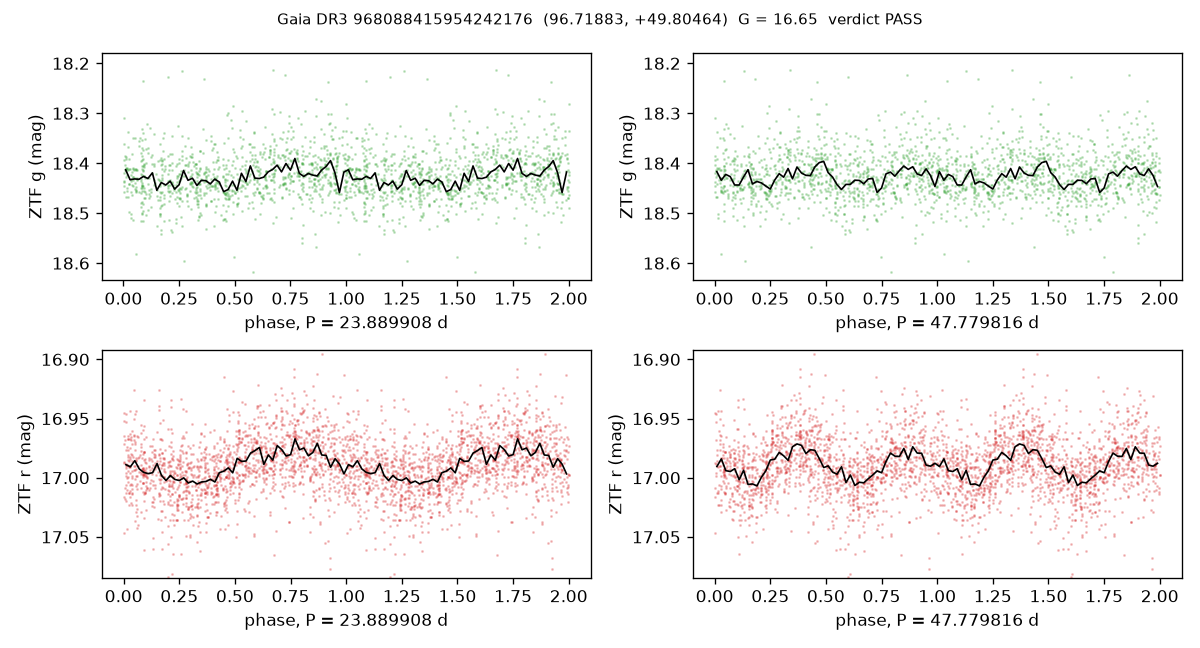 Gaia DR3 968088415954242176 (96.71883, +49.80464) G = 16.65 verdict PASS
ZTF g (mag)
18.2
18.3
18.4
18.5
18.6
0.00 0.25 0.50 0.75 1.00 1.25 1.50 1.75 2.00
phase, P = 23.889908 d
ZTF g (mag)
18.2
18.3
18.4
18.5
18.6
0.00 0.25 0.50 0.75 1.00 1.25 1.50 1.75 2.00
phase, P = 47.779816 d
ZTF r (mag)
16.90
16.95
17.00
17.05
0.00 0.25 0.50 0.75 1.00 1.25 1.50 1.75 2.00
phase, P = 23.889908 d
ZTF r (mag)
16.90
16.95
17.00
17.05
0.00 0.25 0.50 0.75 1.00 1.25 1.50 1.75 2.00
phase, P = 47.779816 d